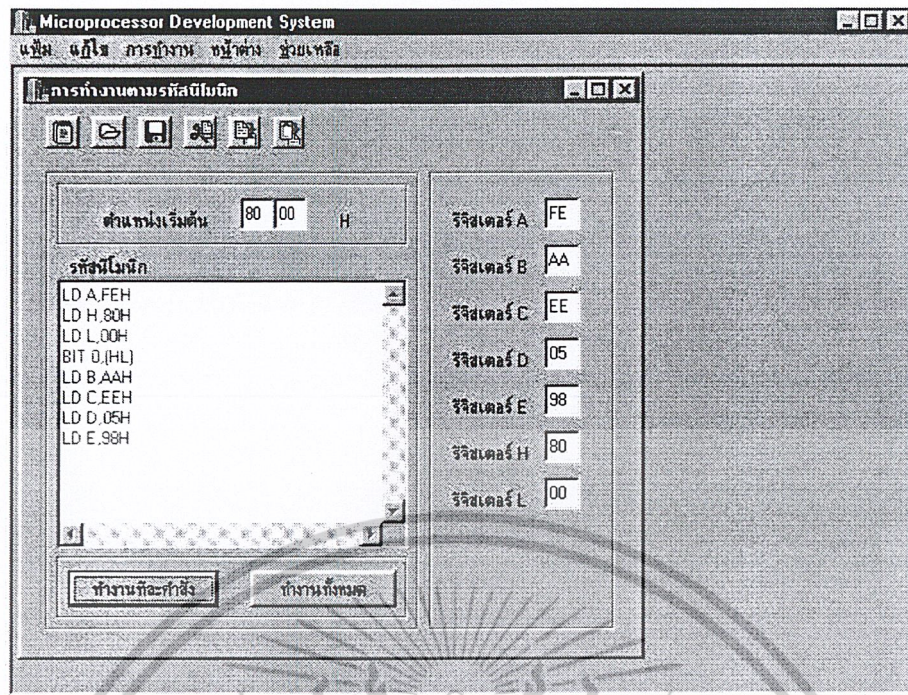 Microprocessor Development System
แฟ้ม แก้ไข การทำงาน หน้าต่าง ช่วยเหลือ
การทำงานตามรหัสนีโมนิก
ตำแหน่งเริ่มต้น 80 00 H
รหัสนีโมนิก
LD A,FEH
LD H,80H
LD L,00H
BIT 0,(HL)
LD B,AAH
LD C,EEH
LD D,05H
LD E,98H
ทำงานทีละคำสั่ง ทำงานทั้งหมด
รีจิสเตอร์ A FE
รีจิสเตอร์ B AA
รีจิสเตอร์ C EE
รีจิสเตอร์ D 05
รีจิสเตอร์ E 98
รีจิสเตอร์ H 80
รีจิสเตอร์ L 00